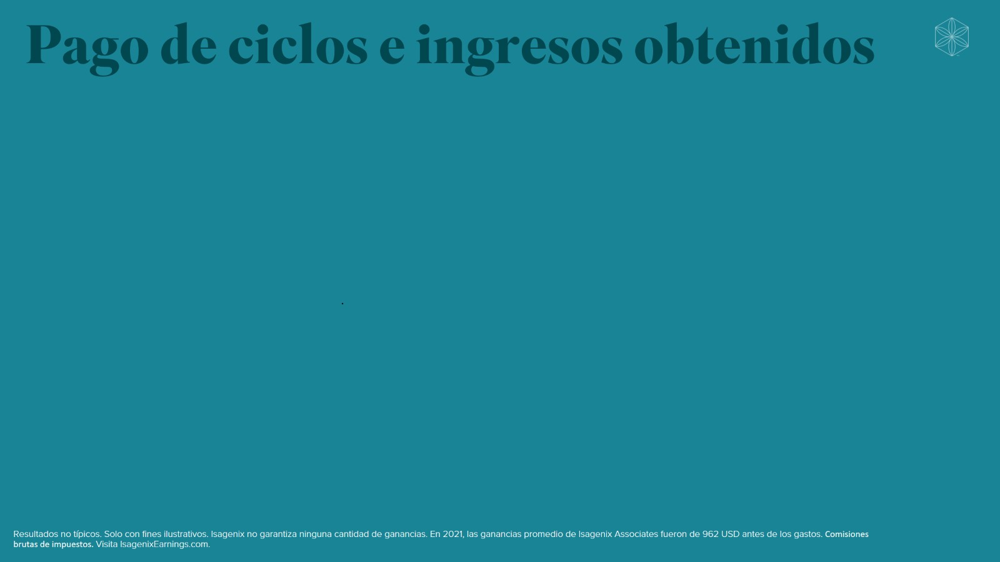 Pago de ciclos e ingresos obtenidos
Resultados no típicos. Solo con fines ilustrativos. Isagenix no garantiza ninguna cantidad de ganancias. En 2021, las ganancias promedio de Isagenix Associates fueron de 962 USD antes de los gastos. Comisiones
brutas de impuestos. Visita IsagenixEarnings.com.